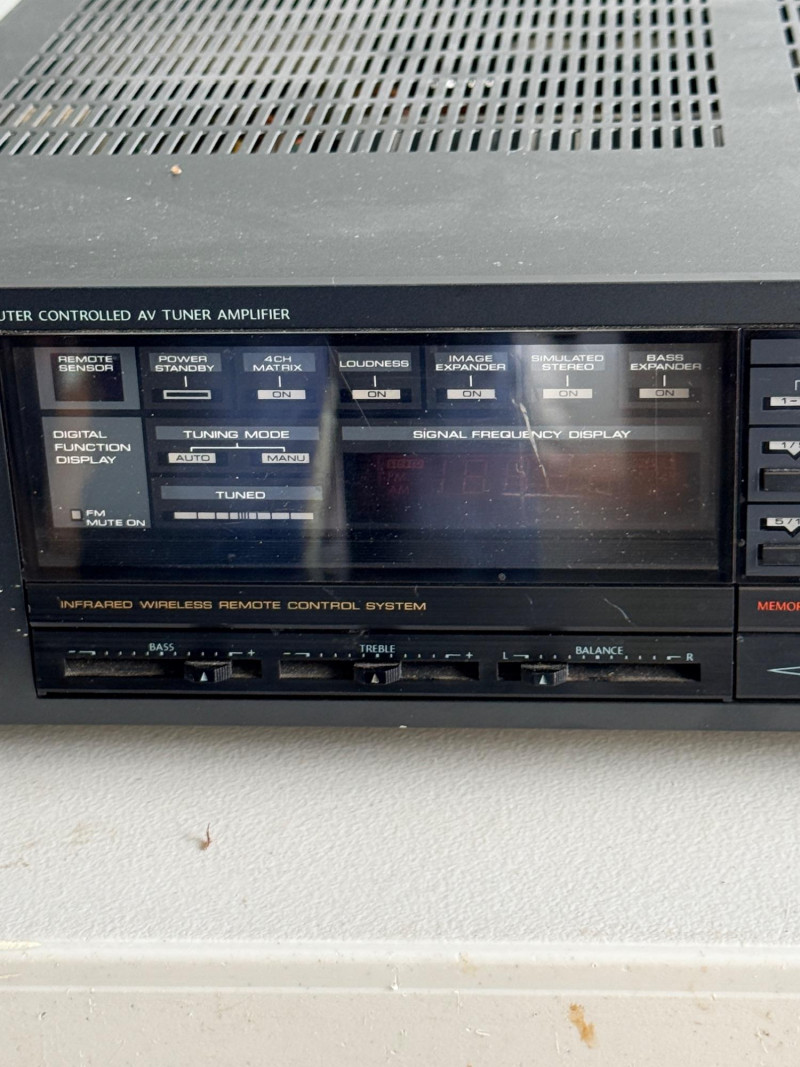 UTER CONTROLLED AV TUNER AMPLIFIER
REMOTE
SENSOR
POWER
STANDBY
4CH
MATRIX
ON
LOUDNESS
ON
IMAGE
EXPANDER
ON
SIMULATED
STEREO
ON
BASS
EXPANDER
ON
DIGITAL
FUNCTION
DISPLAY
FM
MUTE ON
TUNING MODE
AUTO
MANU
TUNED
SIGNAL FREQUENCY DISPLAY
INFRARED WIRELESS REMOTE CONTROL SYSTEM
MEMOR
- BASS +
- TREBLE +
L BALANCE R